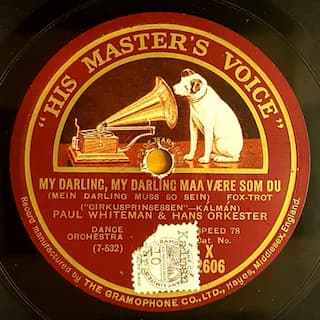 "HIS MASTER'S VOICE"
MY DARLING, MY DARLING MAA VÆRE SOM DU
(MEIN DARLING MUSS SO SEIN) FOX-TROT
("CIRKUSPRINSESSEN"—KÁLMÁN)
PAUL WHITEMAN & HANS ORKESTER
DANCE SPEED 78
ORCHESTRA Cat. No.
(7-532) X
2606
Record manufactured by THE GRAMOPHONE CO., LTD., Hayes, Middlesex, England.